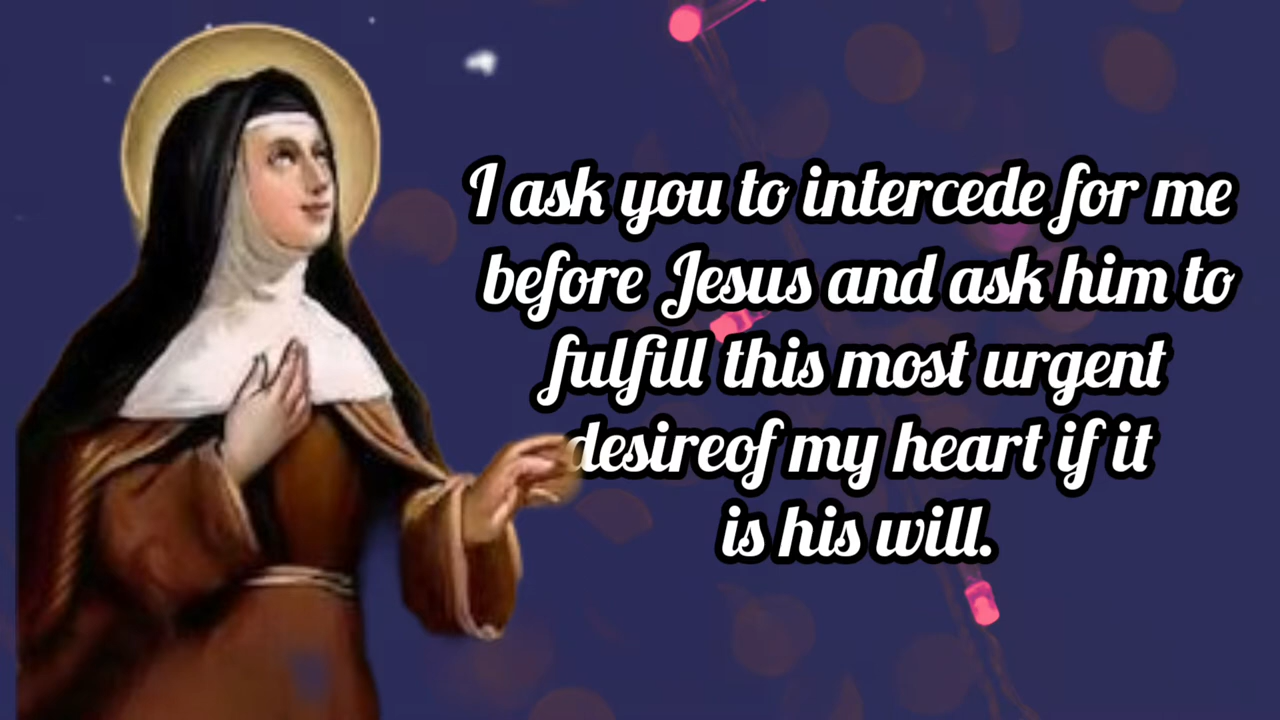 I ask you to intercede for me
before Jesus and ask him to
fulfill this most urgent
desireof my heart if it
is his will.